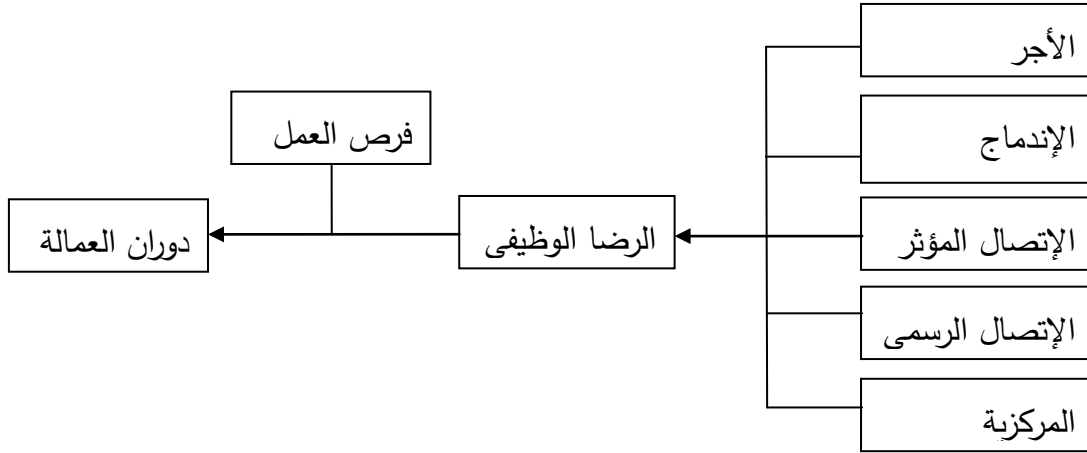 الأجر
الإندماج
الإتصال المؤثر
الإتصال الرسمى
المركزية
الرضا الوظيفى
فرص العمل
دوران العمالة